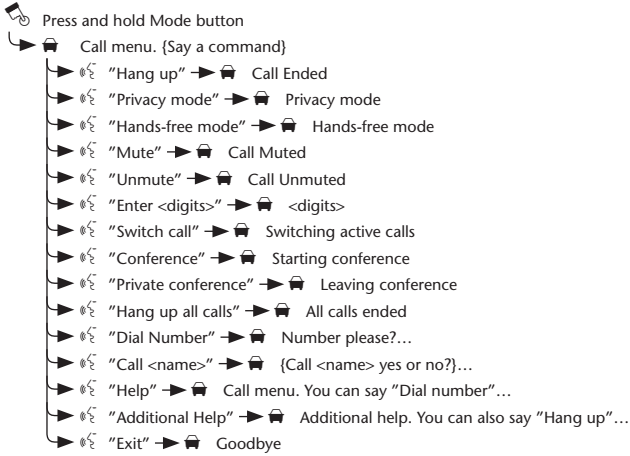 Press and hold Mode button
Call menu. {Say a command}
"Hang up" Call Ended
"Privacy mode" Privacy mode
"Hands-free mode" Hands-free mode
"Mute" Call Muted
"Unmute" Call Unmuted
"Enter <digits>" <digits>
"Switch call" Switching active calls
"Conference" Starting conference
"Private conference" Leaving conference
"Hang up all calls" All calls ended
"Dial Number" Number please?…
"Call <name>" {Call <name> yes or no?}…
"Help" Call menu. You can say "Dial number"…
"Additional Help" Additional help. You can also say "Hang up"…
"Exit" Goodbye